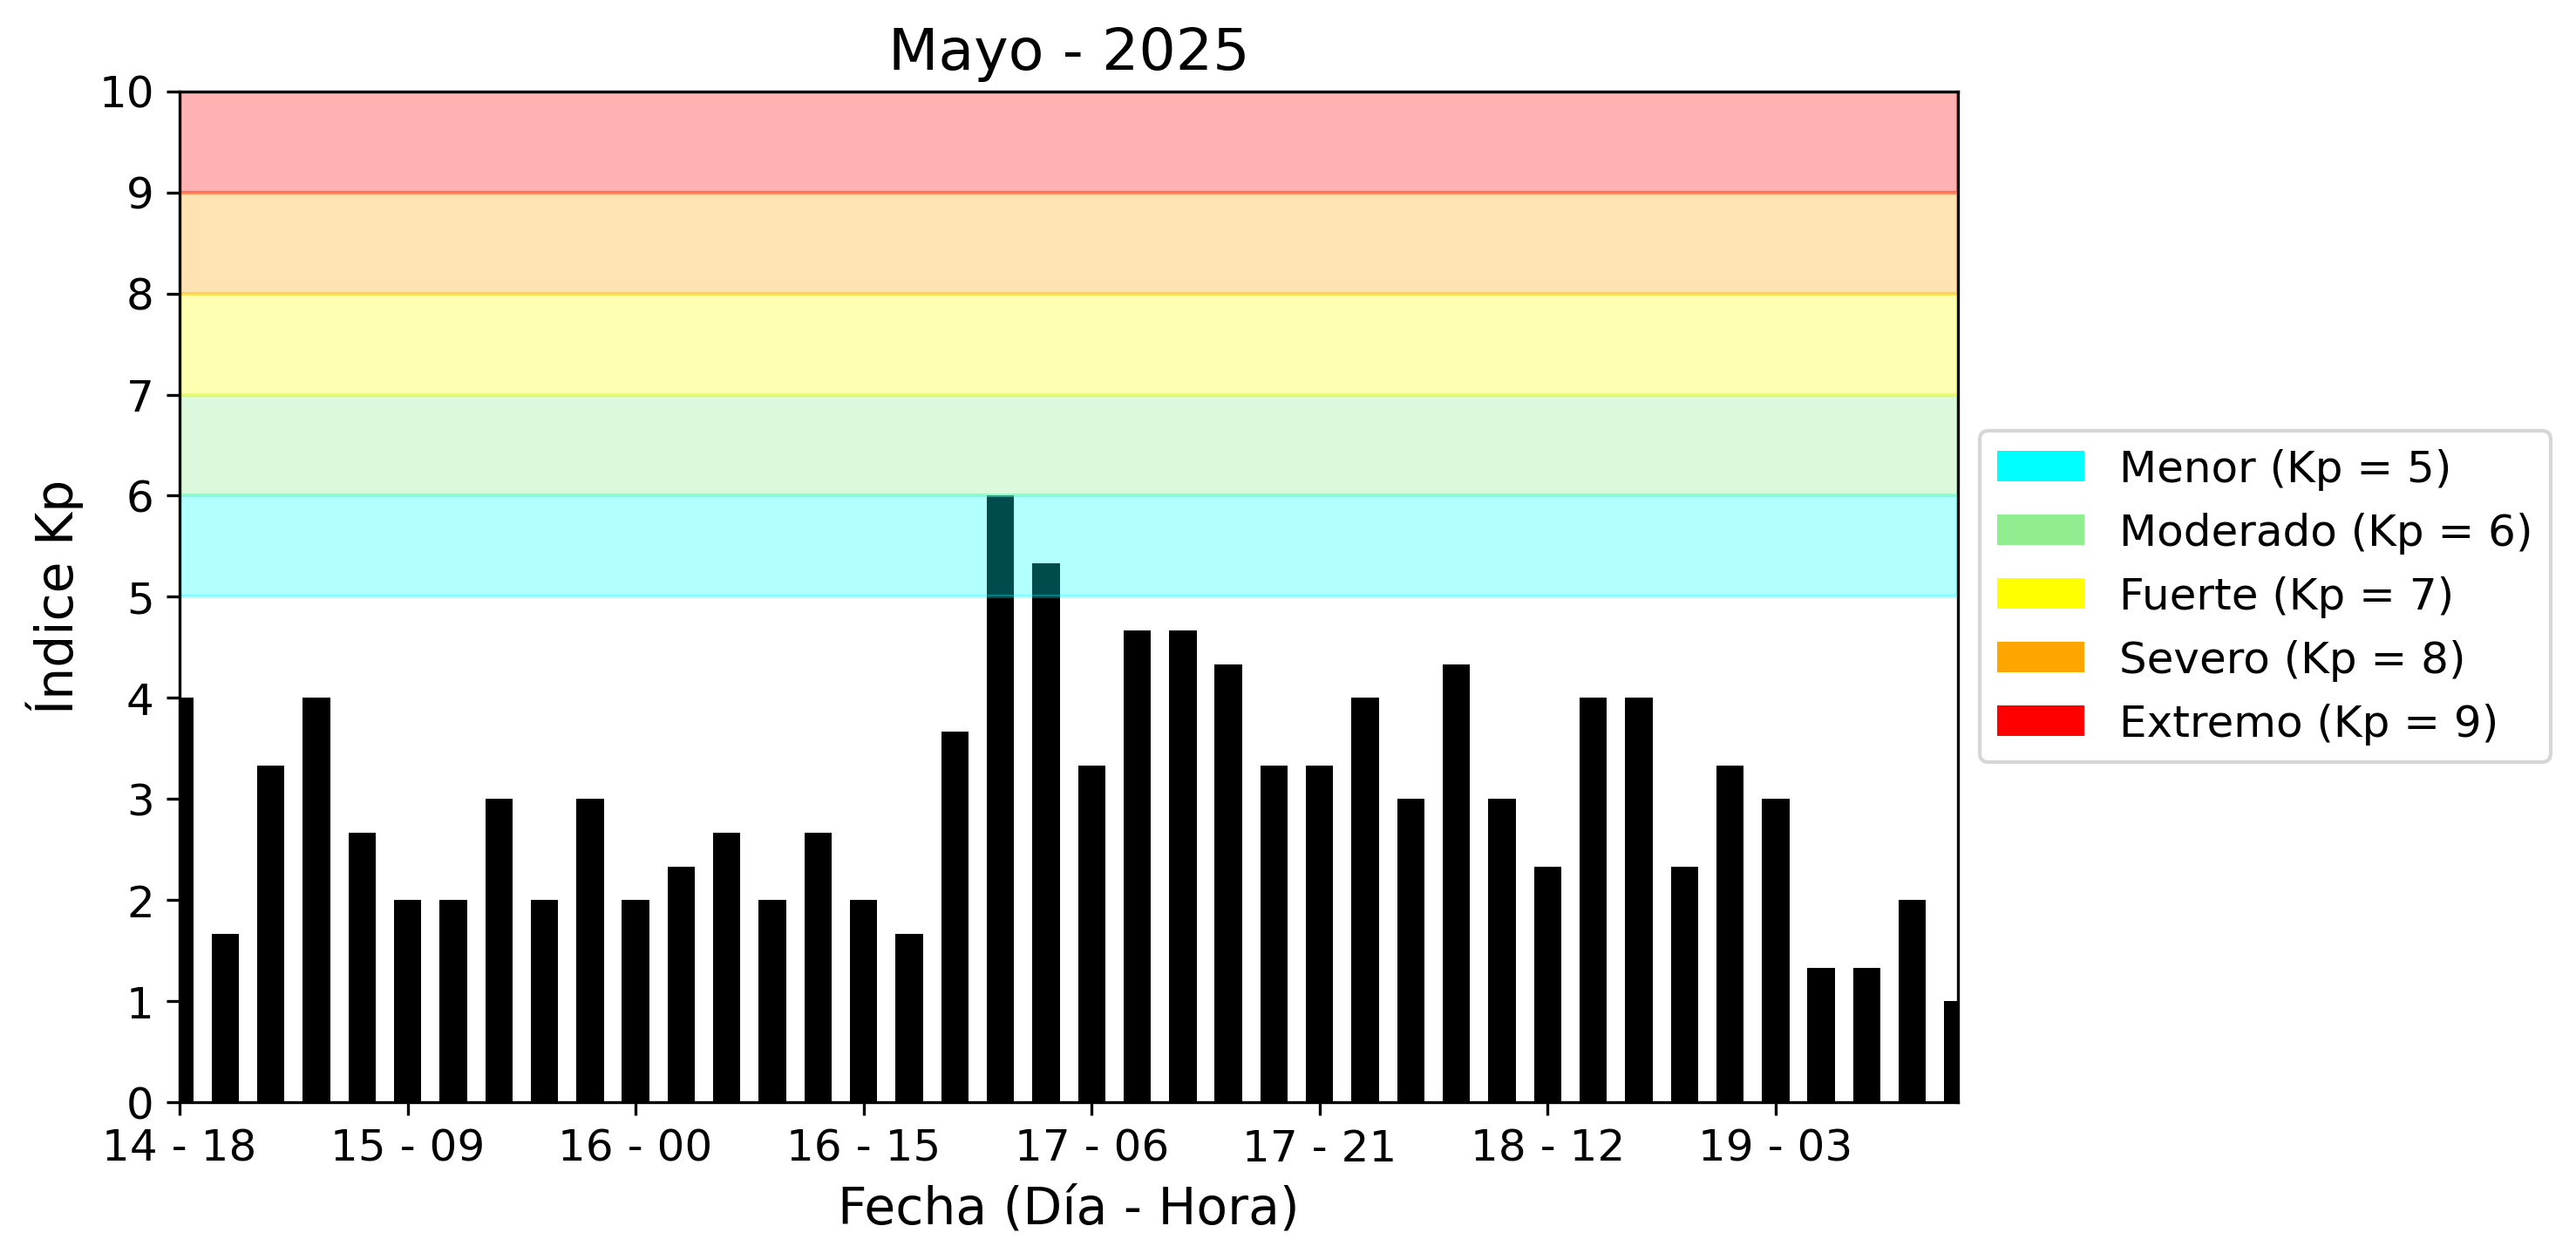 Mayo - 2025
10
9
8
7
6
5
4
3
2
1
0
Índice Kp
14 - 18
15 - 09
16 - 00
16 - 15
17 - 06
17 - 21
18 - 12
19 - 03
Fecha (Día - Hora)
Menor (Kp = 5)
Moderado (Kp = 6)
Fuerte (Kp = 7)
Severo (Kp = 8)
Extremo (Kp = 9)